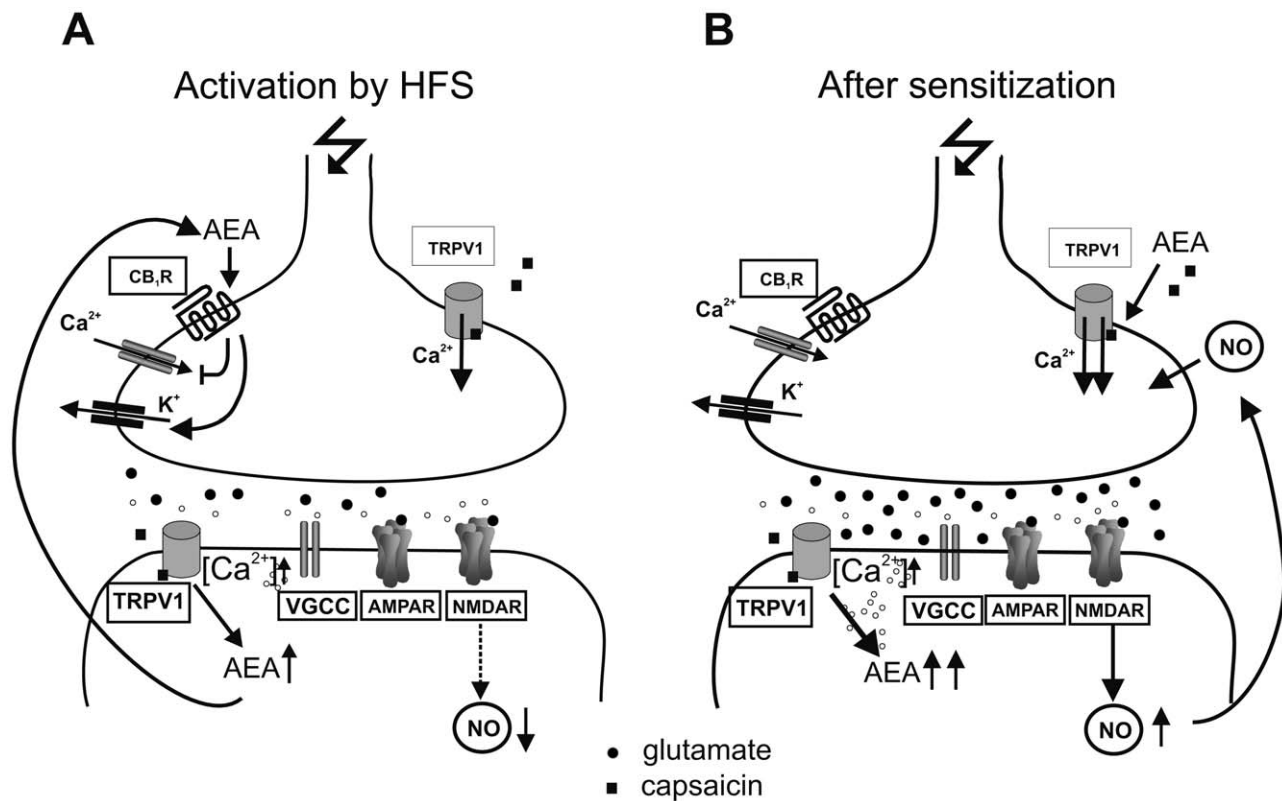 A
Activation by HFS
AEA
CB₁R
Ca²⁺
K⁺
TRPV1
Ca²⁺
TRPV1
[Ca²⁺]
VGCC
AMPAR
NMDAR
AEA
NO
B
After sensitization
CB₁R
Ca²⁺
K⁺
TRPV1
AEA
Ca²⁺
NO
TRPV1
[Ca²⁺]
VGCC
AMPAR
NMDAR
AEA
NO
glutamate
capsaicin